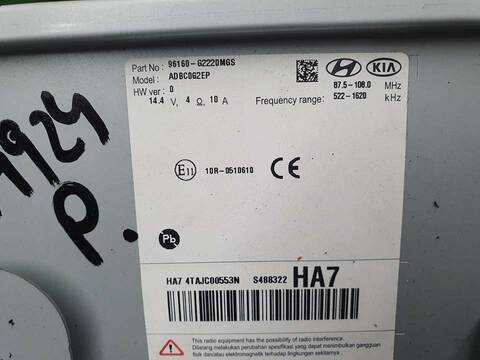 1924
P.
Part No : 96160-G2220MGS
Model : ADBC0G2EP
HW ver : 0
14.4 V, 4 Ω, 10 A
HYUNDAI KIA
87.5-108.0 MHz
Frequency range: 522-1620 kHz
E11 10R-0510610 CE
Pb
HA7 4TAJC00553N S488322 HA7
This radio equipment has the possibility of radio interference.
Dilarang melakukan perubahan spesifikasi yang dapat menimbulkan gangguan
fisik dan/atau elektromagnetik terhadap lingkungan sekitarnya.